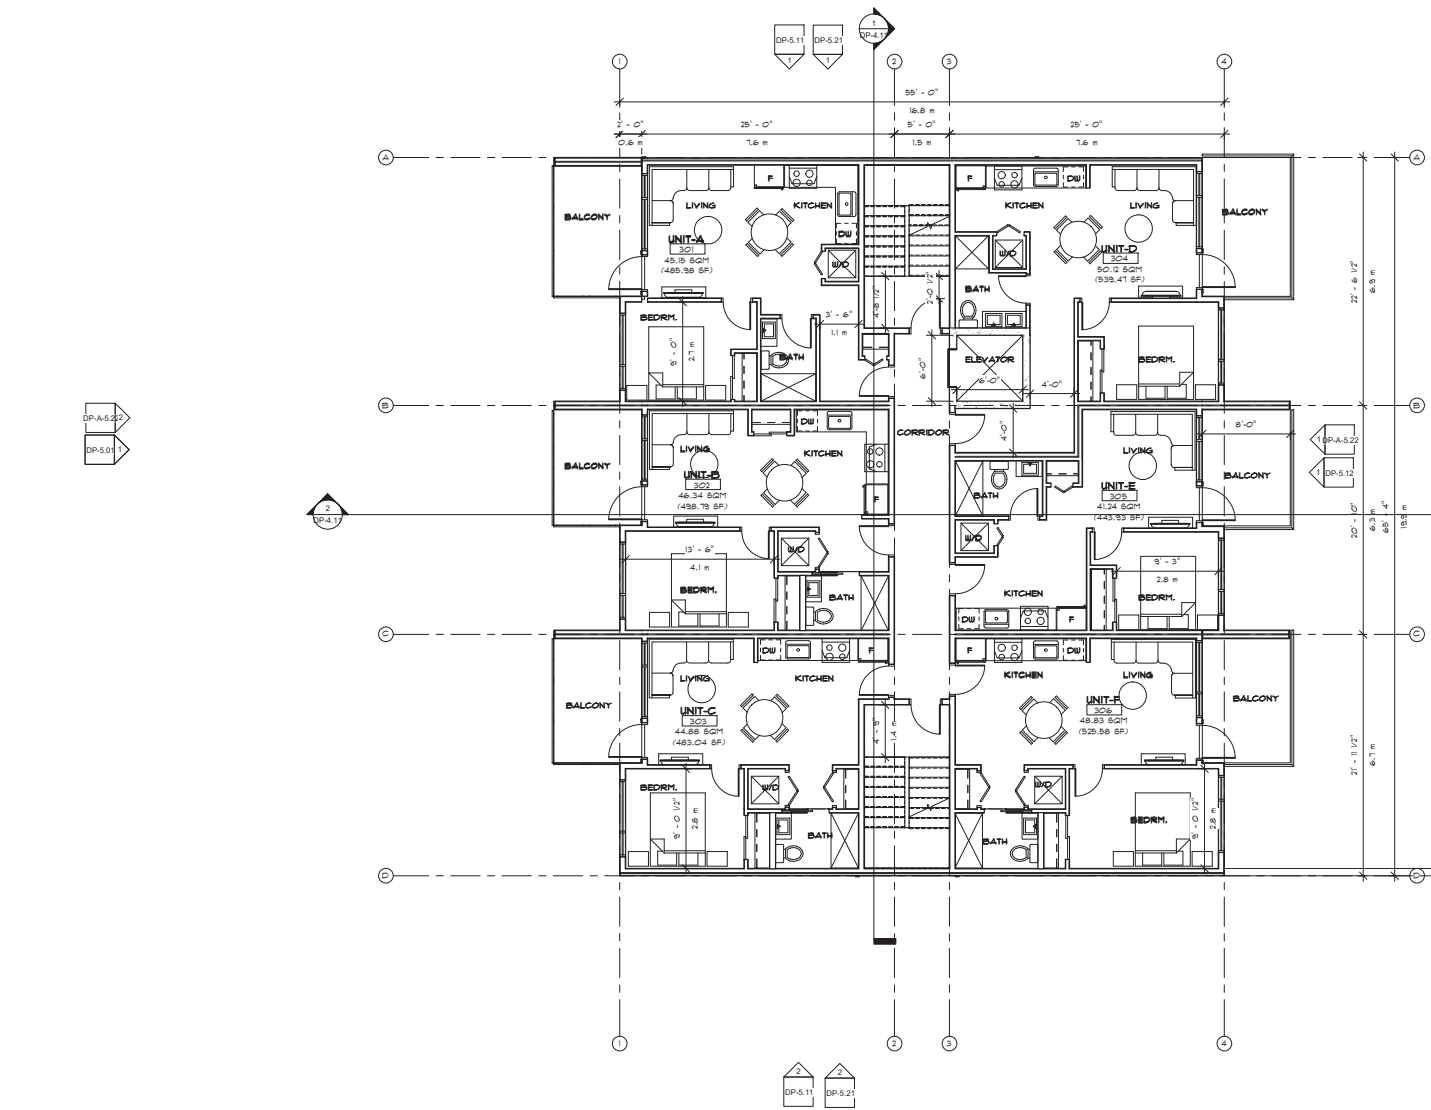 1
DP-4.11
DP-5.11
DP-5.21
1
1
1
2
3
4
55' - 0"
16.8 m
2' - 0"
25' - 0"
5' - 0"
25' - 0"
0.6 m
7.6 m
1.5 m
7.6 m
A
A
BALCONY
LIVING
F
KITCHEN
DW
W/D
UNIT-A
301
45.15 SQM
(485.98 SF)
BEDRM.
9' - 0"
2.7 m
BATH
3' - 6"
1.1 m
4'-8 1/2"
2'-0 1/2"
F
DW
KITCHEN
LIVING
BALCONY
W/D
UNIT-D
304
50.12 SQM
(539.47 SF)
BATH
ELEVATOR
6'-0"
6'-0"
4'-0"
BEDRM.
22' - 6 1/2"
6.9 m
B
B
DP-A-5.22
2
DP-5.01
1
CORRIDOR
4'-0"
BALCONY
LIVING
DW
KITCHEN
F
UNIT-B
302
46.34 SQM
(498.79 SF)
W/D
13' - 6"
4.1 m
BEDRM.
BATH
8'-0"
LIVING
BALCONY
BATH
UNIT-E
305
41.24 SQM
(443.93 SF)
W/D
9' - 3"
2.8 m
KITCHEN
BEDRM.
DW
F
1
DP-A-5.22
1
DP-5.12
2
DP-4.11
20' - 10"
6.3 m
65' - 4"
19.9 m
C
C
DW
F
LIVING
KITCHEN
BALCONY
UNIT-C
303
44.88 SQM
(483.04 SF)
BEDRM.
9' - 0 1/2"
2.8 m
W/D
BATH
4' - 9"
1.4 m
F
DW
KITCHEN
LIVING
BALCONY
UNIT-F
306
48.83 SQM
(525.58 SF)
W/D
BATH
BEDRM.
9' - 0 1/2"
2.8 m
21' - 11 1/2"
6.7 m
D
D
1
2
3
4
2
2
DP-5.11
DP-5.21